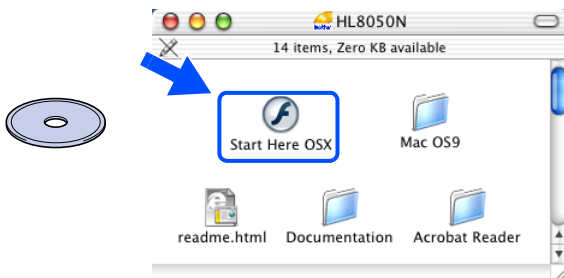 HL8050N
14 items, Zero KB available
Start Here OSX
Mac OS9
readme.html
Documentation
Acrobat Reader